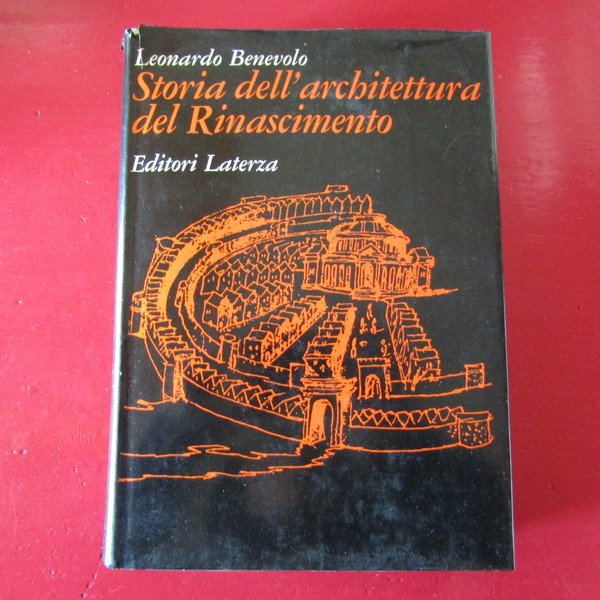 Leonardo Benevolo
Storia dell'architettura
del Rinascimento
Editori Laterza